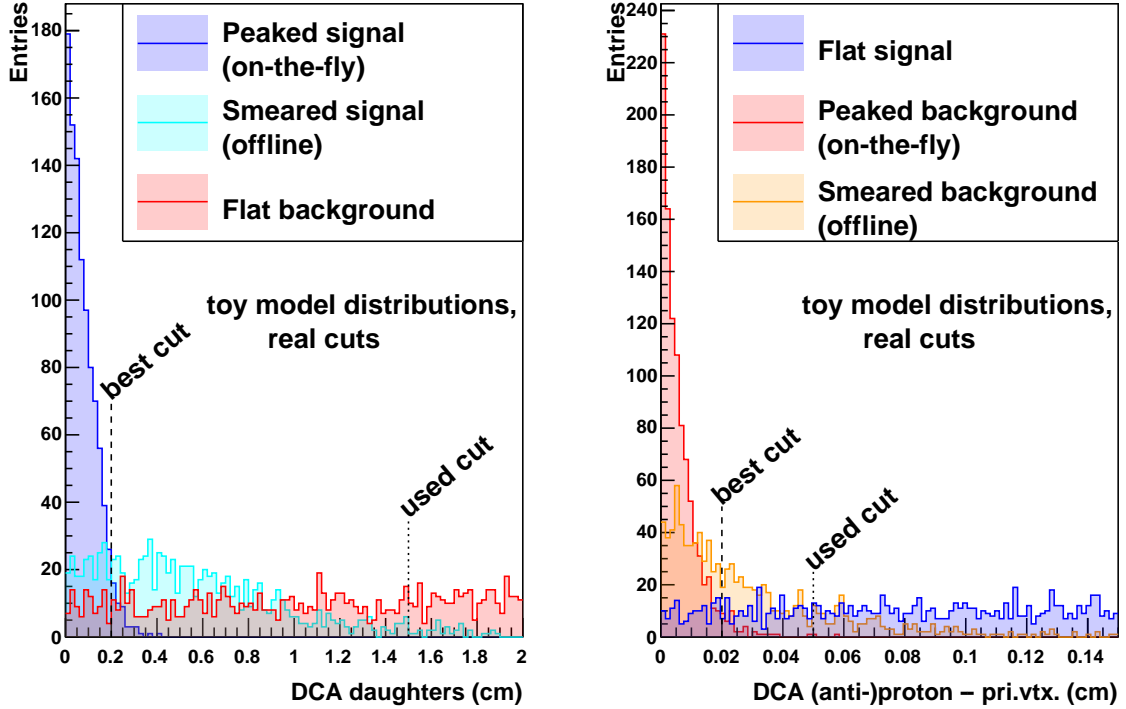 Entries
180
160
140
120
100
80
60
40
20
0
Peaked signal
(on-the-fly)
Smeared signal
(offline)
Flat background
toy model distributions,
real cuts
best cut
used cut
0 0.2 0.4 0.6 0.8 1 1.2 1.4 1.6 1.8 2
DCA daughters (cm)
Entries
240
220
200
180
160
140
120
100
80
60
40
20
0
Flat signal
Peaked background
(on-the-fly)
Smeared background
(offline)
toy model distributions,
real cuts
best cut
used cut
0 0.02 0.04 0.06 0.08 0.1 0.12 0.14
DCA (anti-)proton – pri.vtx. (cm)